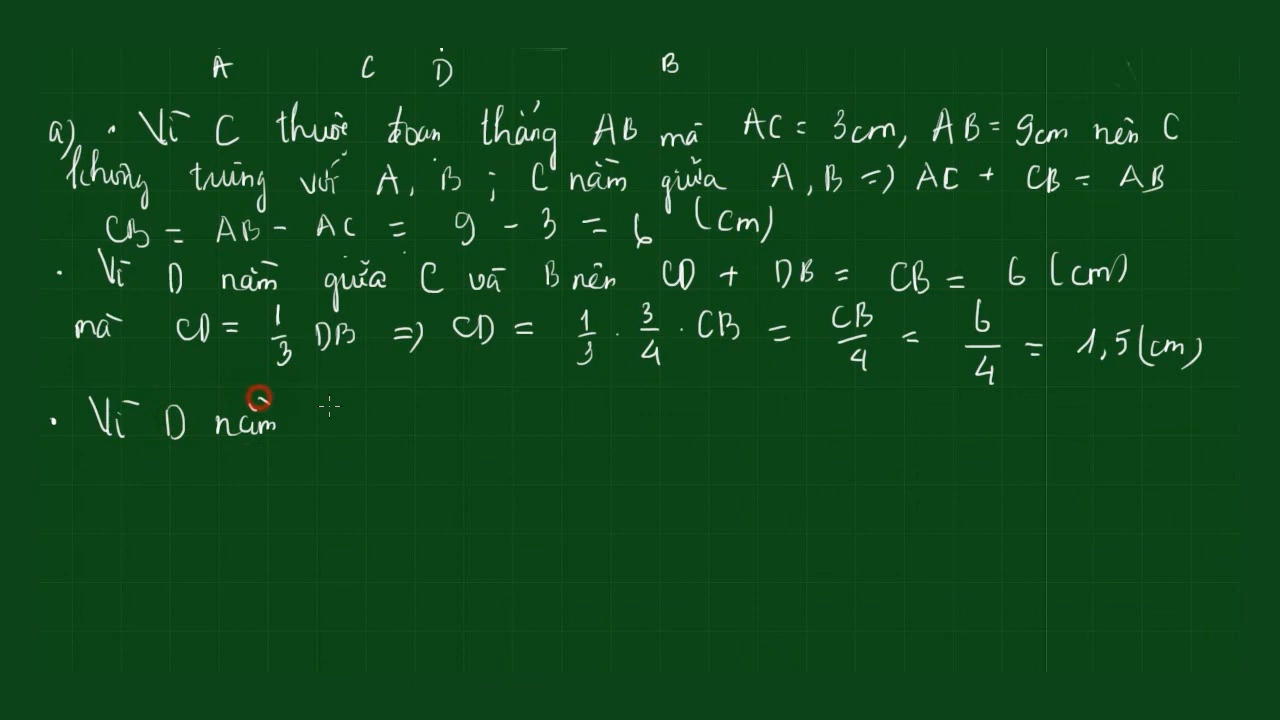 A C D B
a) . Vì C thuộc đoạn thẳng AB mà AC = 3cm, AB = 9cm nên C
không trùng với A, B ; C nằm giữa A, B => AC + CB = AB
CB = AB - AC = 9 - 3 = 6 (cm)
. Vì D nằm giữa C và B nên CD + DB = CB = 6 (cm)
mà CD = 1/3 DB => CD = 1/3 . 3/4 . CB = CB/4 = 6/4 = 1,5 (cm)
. Vì D nằm